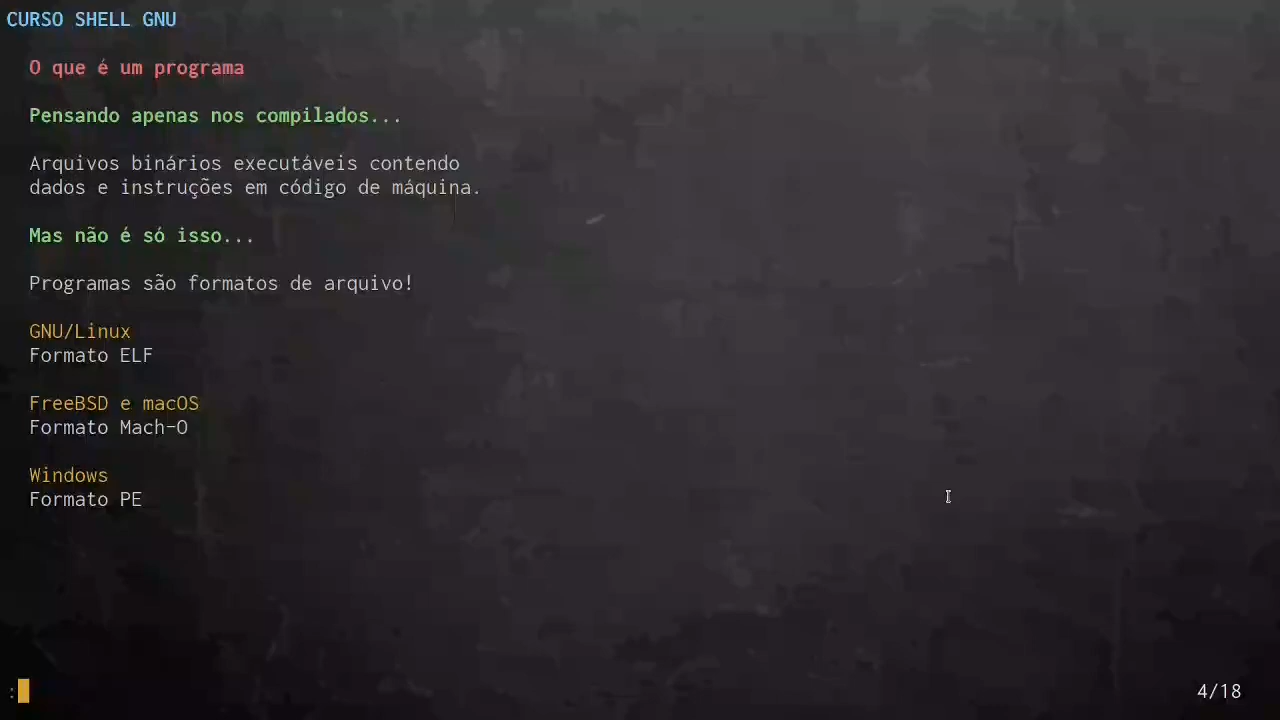 CURSO SHELL GNU
O que é um programa
Pensando apenas nos compilados...
Arquivos binários executáveis contendo
dados e instruções em código de máquina.
Mas não é só isso...
Programas são formatos de arquivo!
GNU/Linux
Formato ELF
FreeBSD e macOS
Formato Mach-O
Windows
Formato PE
:
4/18